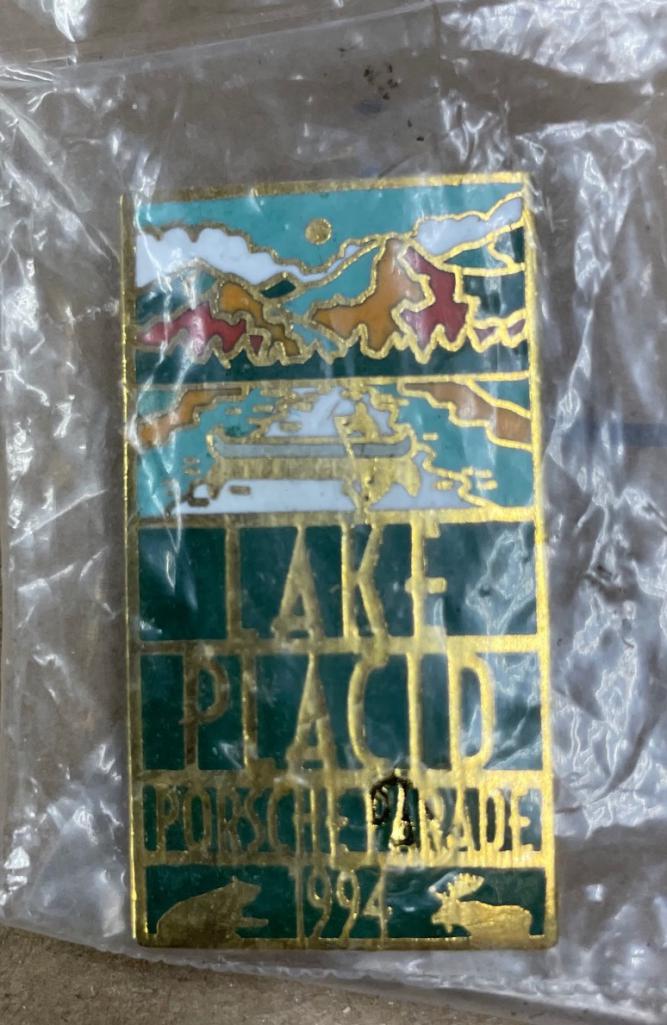 LAKE
PLACID
PORSCHE PARADE
1994